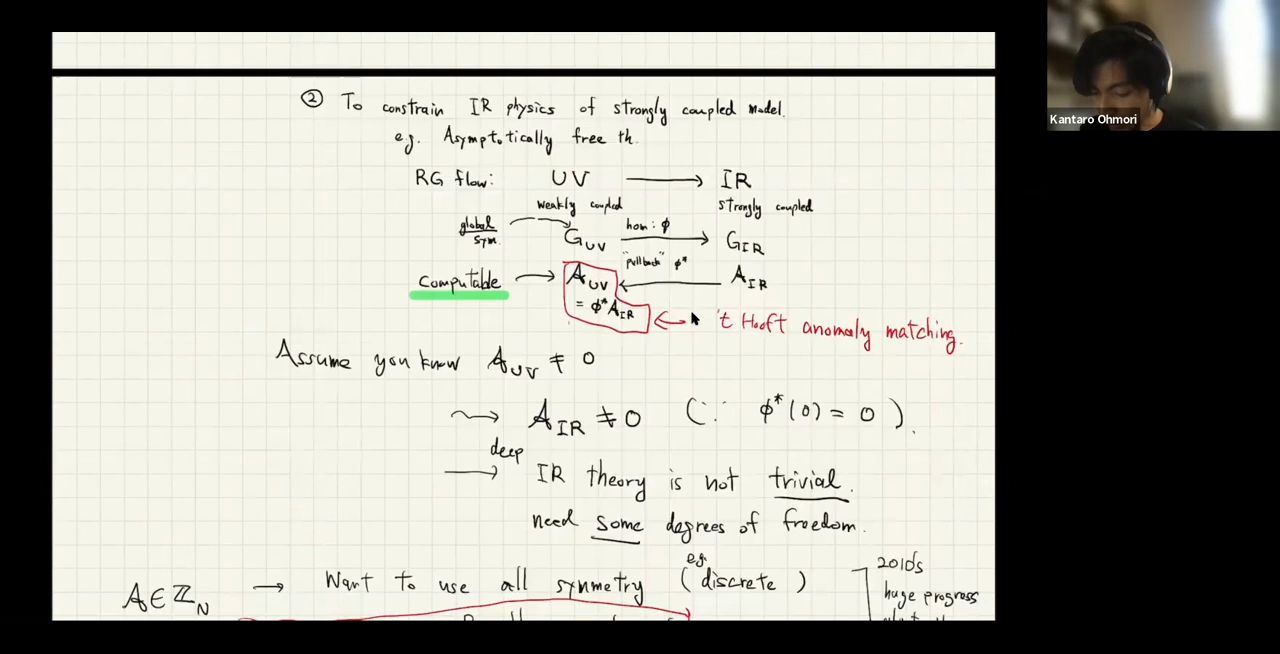 Kantaro Ohmori
② To constrain IR physics of strongly coupled model.
e.g. Asymptotically free th.
RG flow: UV ⟶ IR
weakly coupled strongly coupled
global sym. G_UV hom: φ G_IR
computable → A_UV "pullback" φ* A_IR
= φ* A_IR ← 't Hooft anomaly matching.
Assume you know A_UV ≠ 0
⇝ A_IR ≠ 0 (∵ φ*(0) = 0).
⟶ deep IR theory is not trivial.
need some degrees of freedom.
A ∈ ℤ_N → Want to use all symmetry (e.g. discrete)
2010s
huge progress